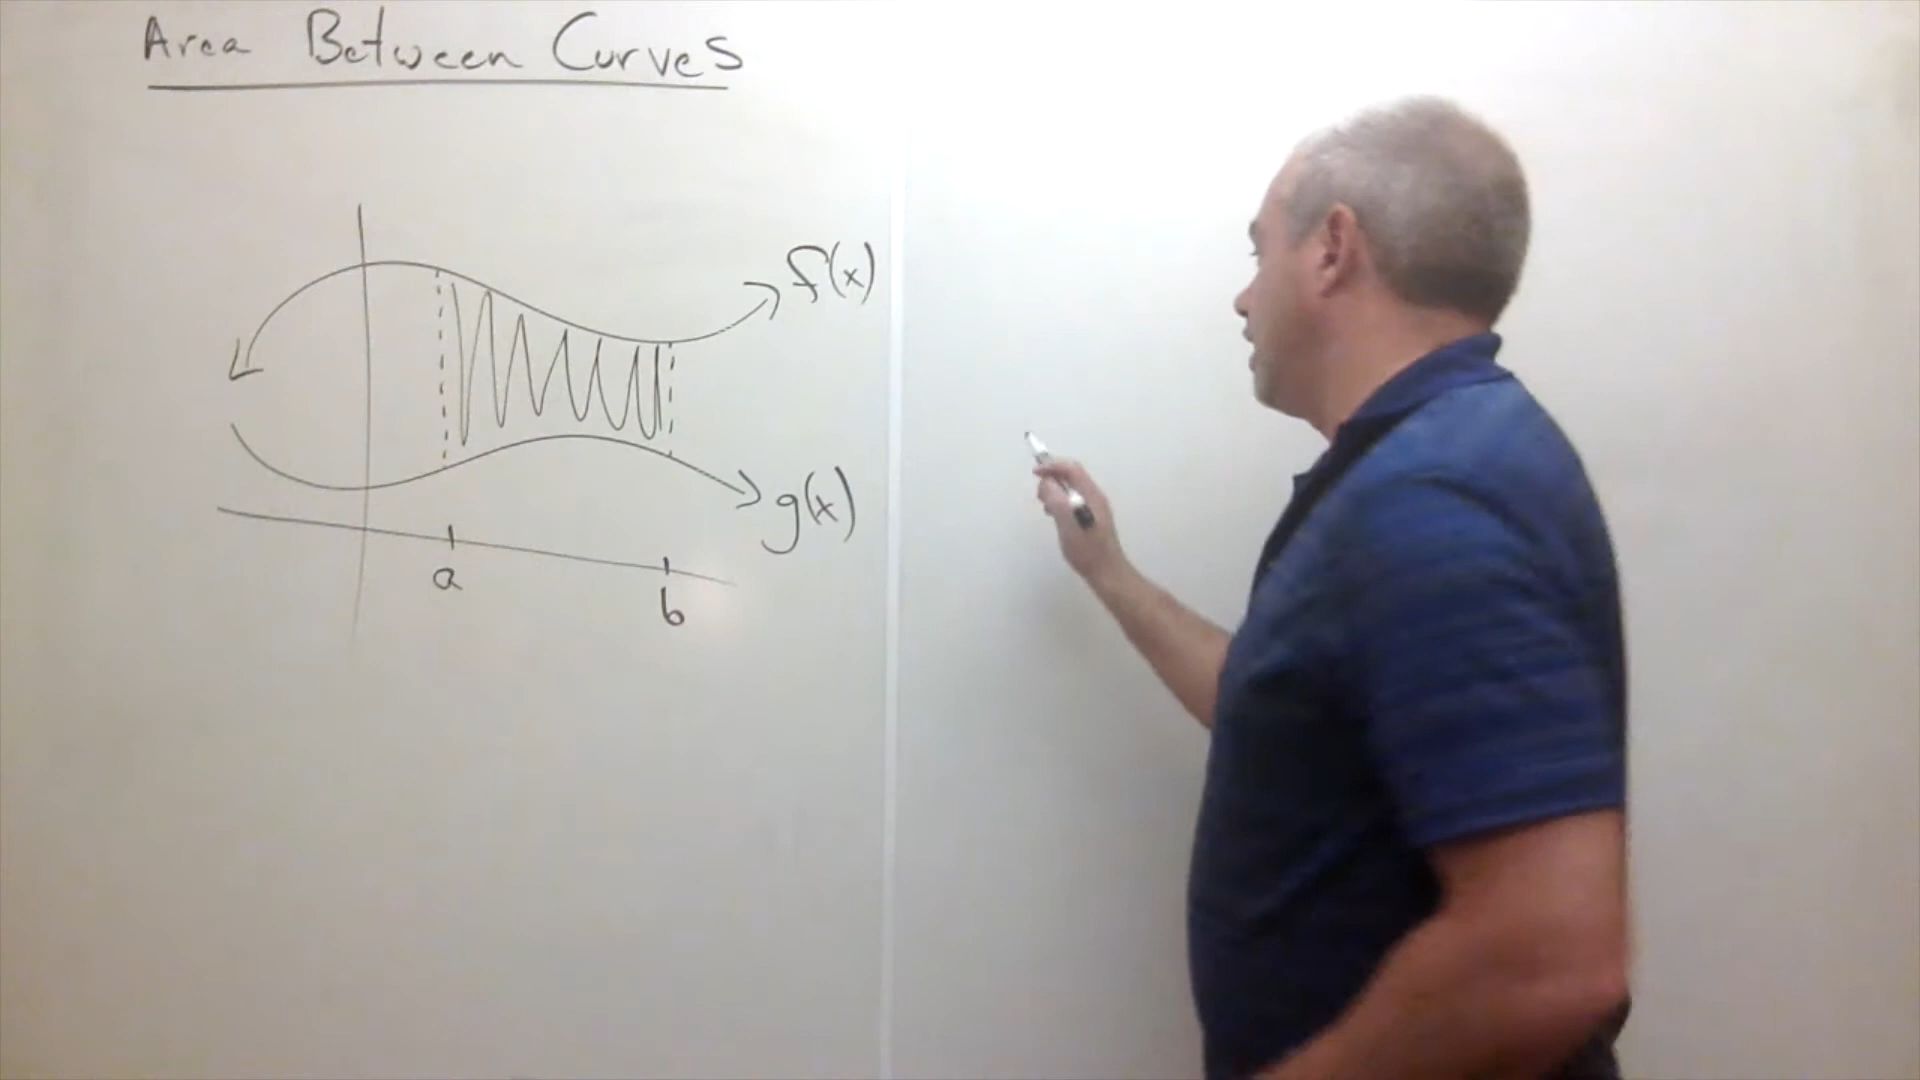 Area Between Curves
f(x)
g(x)
a
b